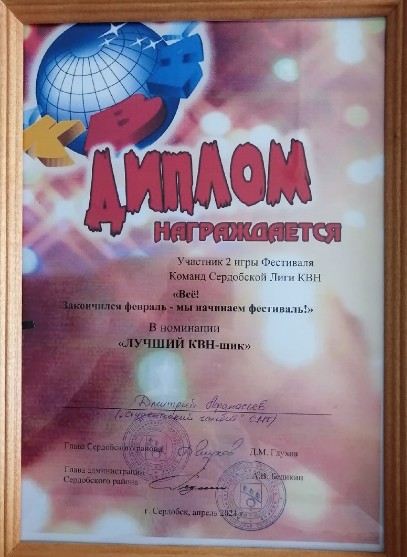 КВН
ДИПЛОМ
НАГРАЖДАЕТСЯ
Участник 2 игры Фестиваля
Команд Сердобской Лиги КВН
«Всё!
Закончился февраль - мы начинаем фестиваль!»
В номинации
«ЛУЧШИЙ КВН-щик»
Дмитрий Афанасьев
Глава Сердобского района Д.М. Глухов
Глава администрации
Сердобского района А.В. Бедикин
г. Сердобск, апрель 2024 г.